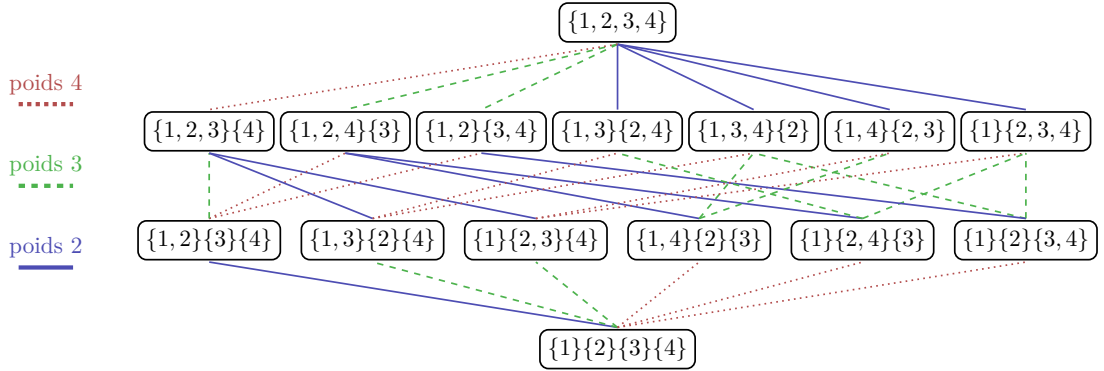 {1, 2, 3, 4}
poids 4
{1, 2, 3}{4} {1, 2, 4}{3} {1, 2}{3, 4} {1, 3}{2, 4} {1, 3, 4}{2} {1, 4}{2, 3} {1}{2, 3, 4}
poids 3
{1, 2}{3}{4} {1, 3}{2}{4} {1}{2, 3}{4} {1, 4}{2}{3} {1}{2, 4}{3} {1}{2}{3, 4}
poids 2
{1}{2}{3}{4}